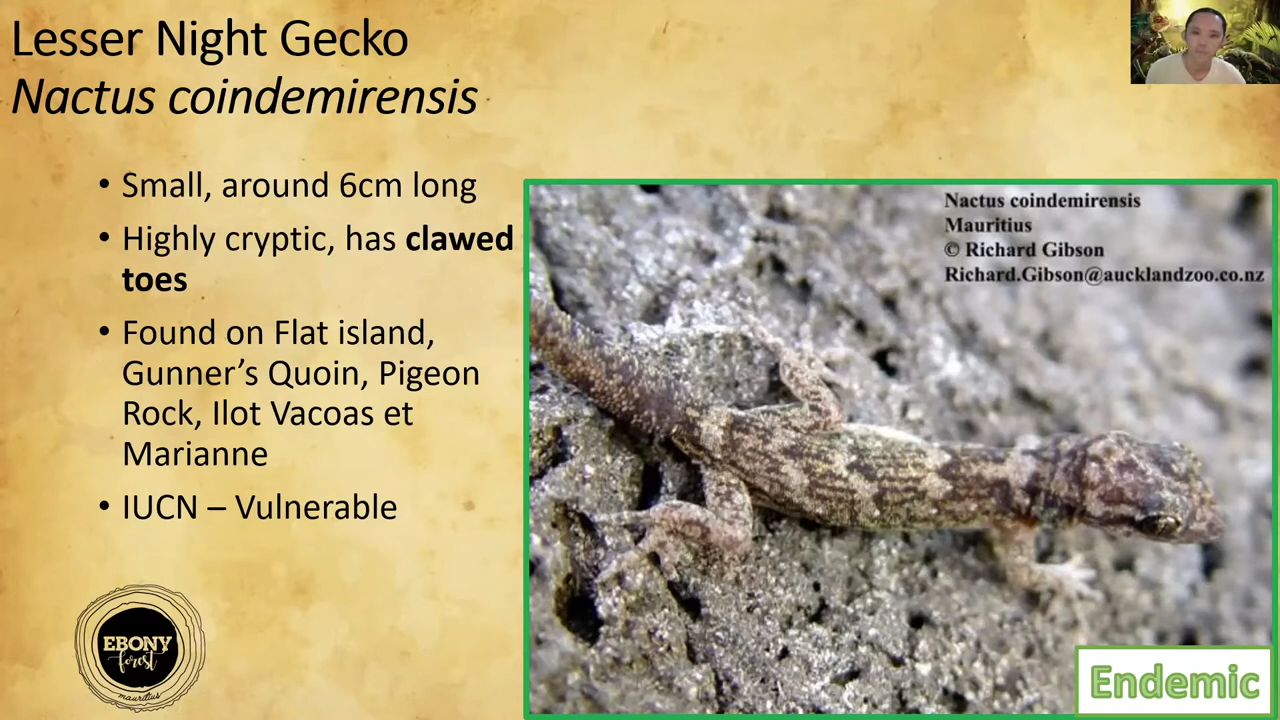 Lesser Night Gecko
Nactus coindemirensis
• Small, around 6cm long
• Highly cryptic, has clawed
toes
• Found on Flat island,
Gunner’s Quoin, Pigeon
Rock, Ilot Vacoas et
Marianne
• IUCN – Vulnerable
Nactus coindemirensis
Mauritius
© Richard Gibson
Richard.Gibson@aucklandzoo.co.nz
EBONY
forest
mauritius
Endemic